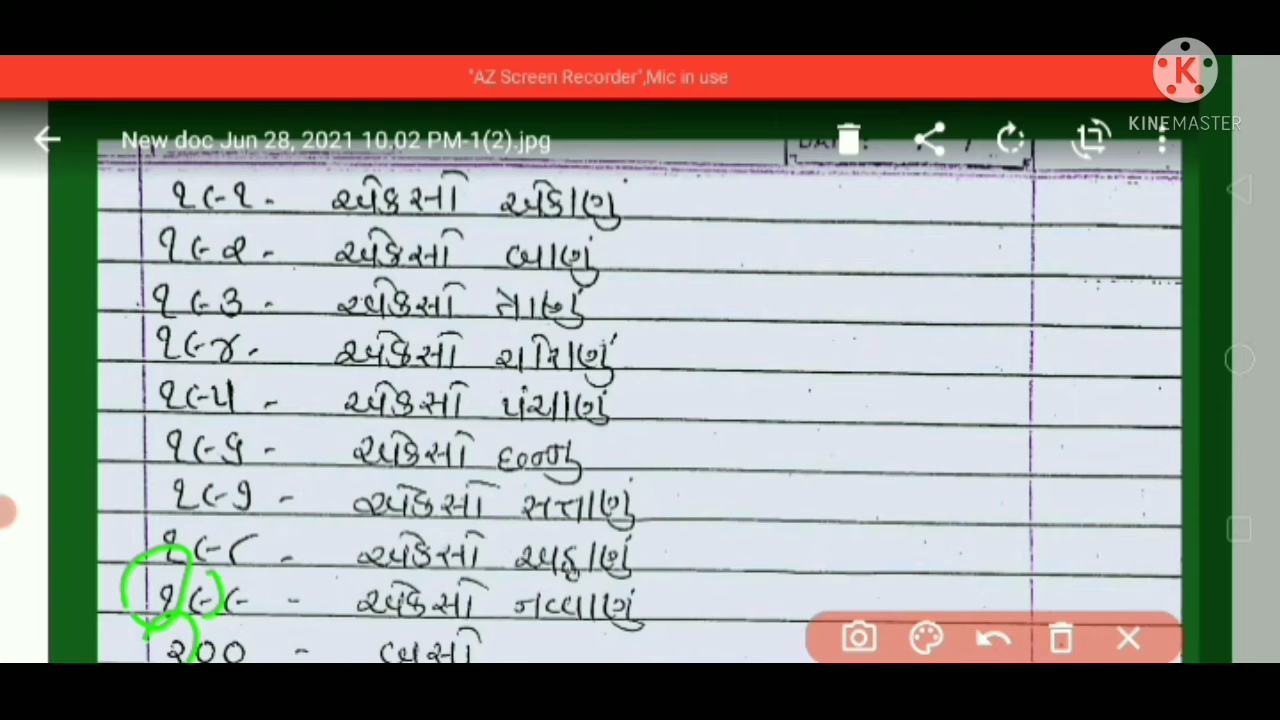 "AZ Screen Recorder",Mic in use
KINEMASTER
New doc Jun 28, 2021 10.02 PM-1(2).jpg
૧૯૧ - એકસો એકાણુ
૧૯૨ - એકસો બાણું
૧૯૩ - એકસો ત્રાણું
૧૯૪ - એકસો ચોરાણું
૧૯૫ - એકસો પંચાણું
૧૯૬ - એકસો છન્નુ
૧૯૭ - એકસો સત્તાણું
૧૯૮ - એકસો અઠ્ઠાણું
૧૯૯ - એકસો નવ્વાણું
૨૦૦ - બસો